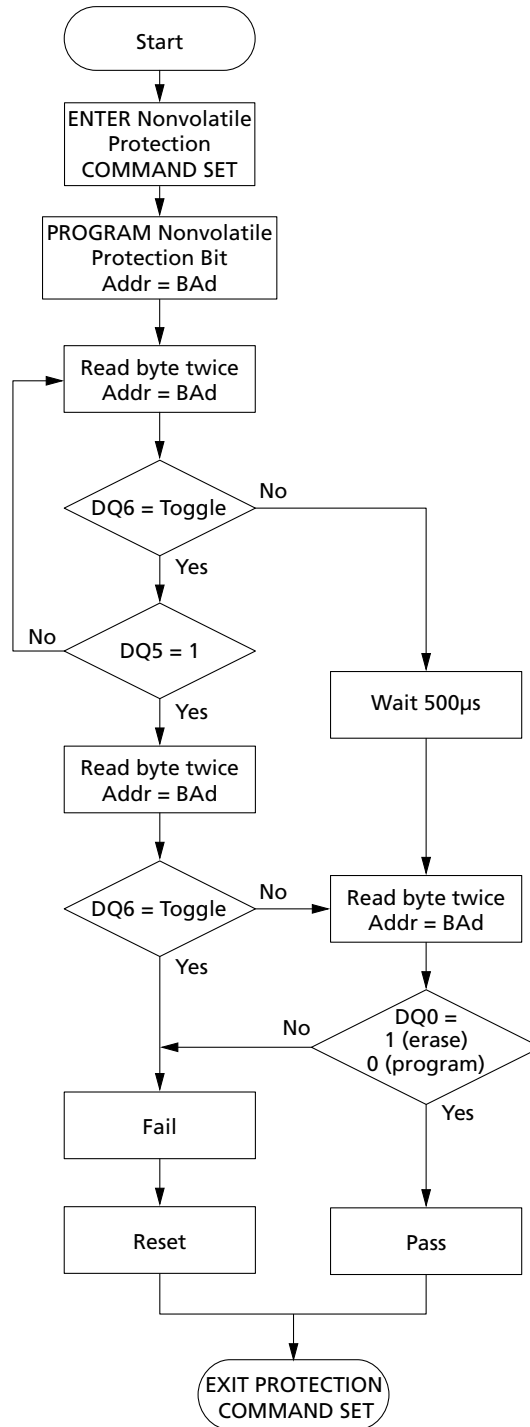 Start
ENTER Nonvolatile
Protection
COMMAND SET
PROGRAM Nonvolatile
Protection Bit
Addr = BAd
Read byte twice
Addr = BAd
DQ6 = Toggle
No
Yes
DQ5 = 1
No
Yes
Wait 500µs
Read byte twice
Addr = BAd
DQ6 = Toggle
No
Yes
Read byte twice
Addr = BAd
DQ0 =
1 (erase)
0 (program)
No
Yes
Fail
Reset
Pass
EXIT PROTECTION
COMMAND SET